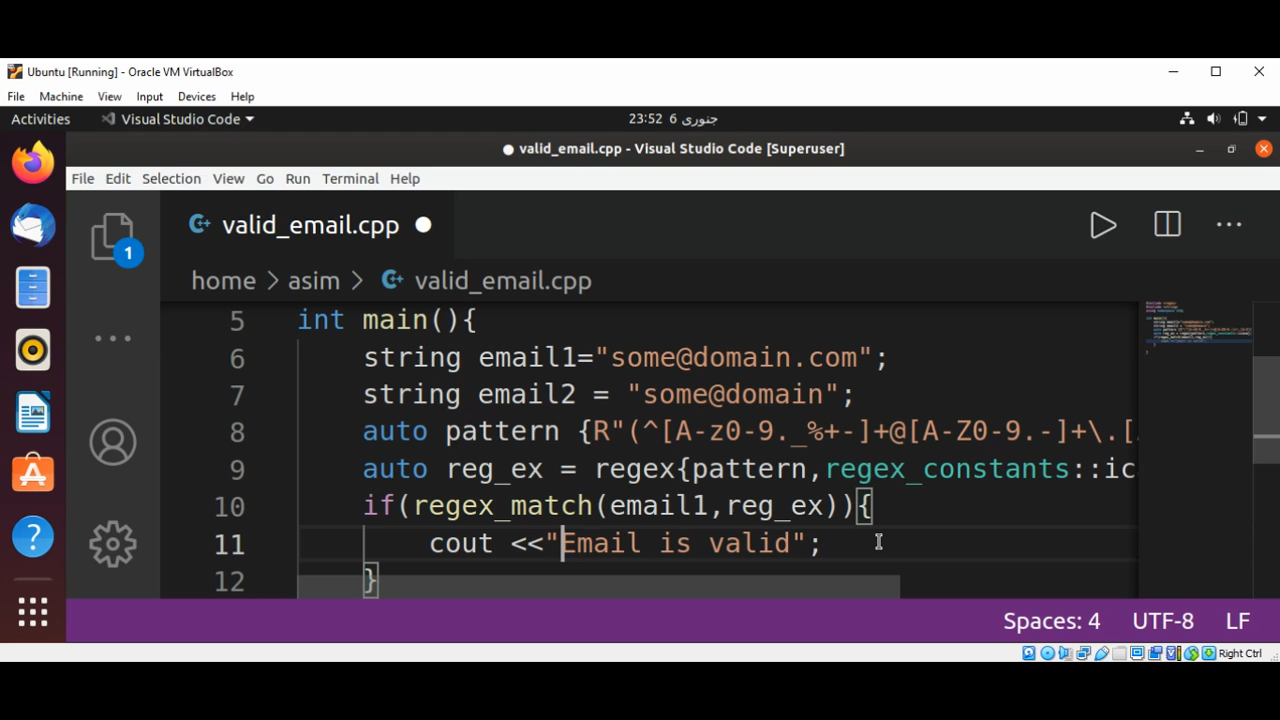 Ubuntu [Running] - Oracle VM VirtualBox
File Machine View Input Devices Help
Activities Visual Studio Code 23:52 جنوری 6
valid_email.cpp - Visual Studio Code [Superuser]
File Edit Selection View Go Run Terminal Help
valid_email.cpp
1
home > asim > valid_email.cpp
5 int main(){
6 string email1="some@domain.com";
7 string email2 = "some@domain";
8 auto pattern {R"(^[A-z0-9._%+-]+@[A-Z0-9.-]+\.[
9 auto reg_ex = regex{pattern,regex_constants::ic
10 if(regex_match(email1,reg_ex)){
11 cout <<"Email is valid";
12 }
Spaces: 4 UTF-8 LF
Right Ctrl